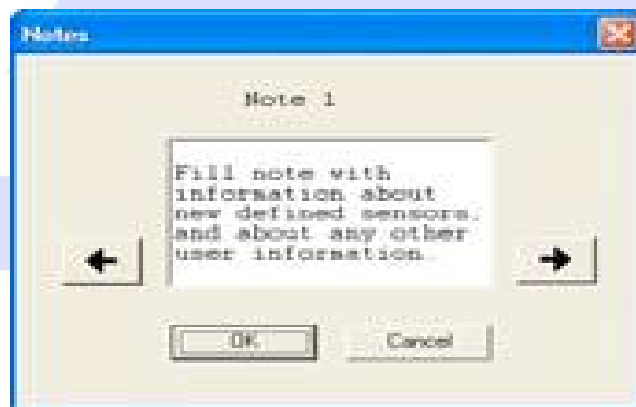 Notes
Note 1
Fill note with
information about
new defined sensors,
and about any other
user information.
OK
Cancel